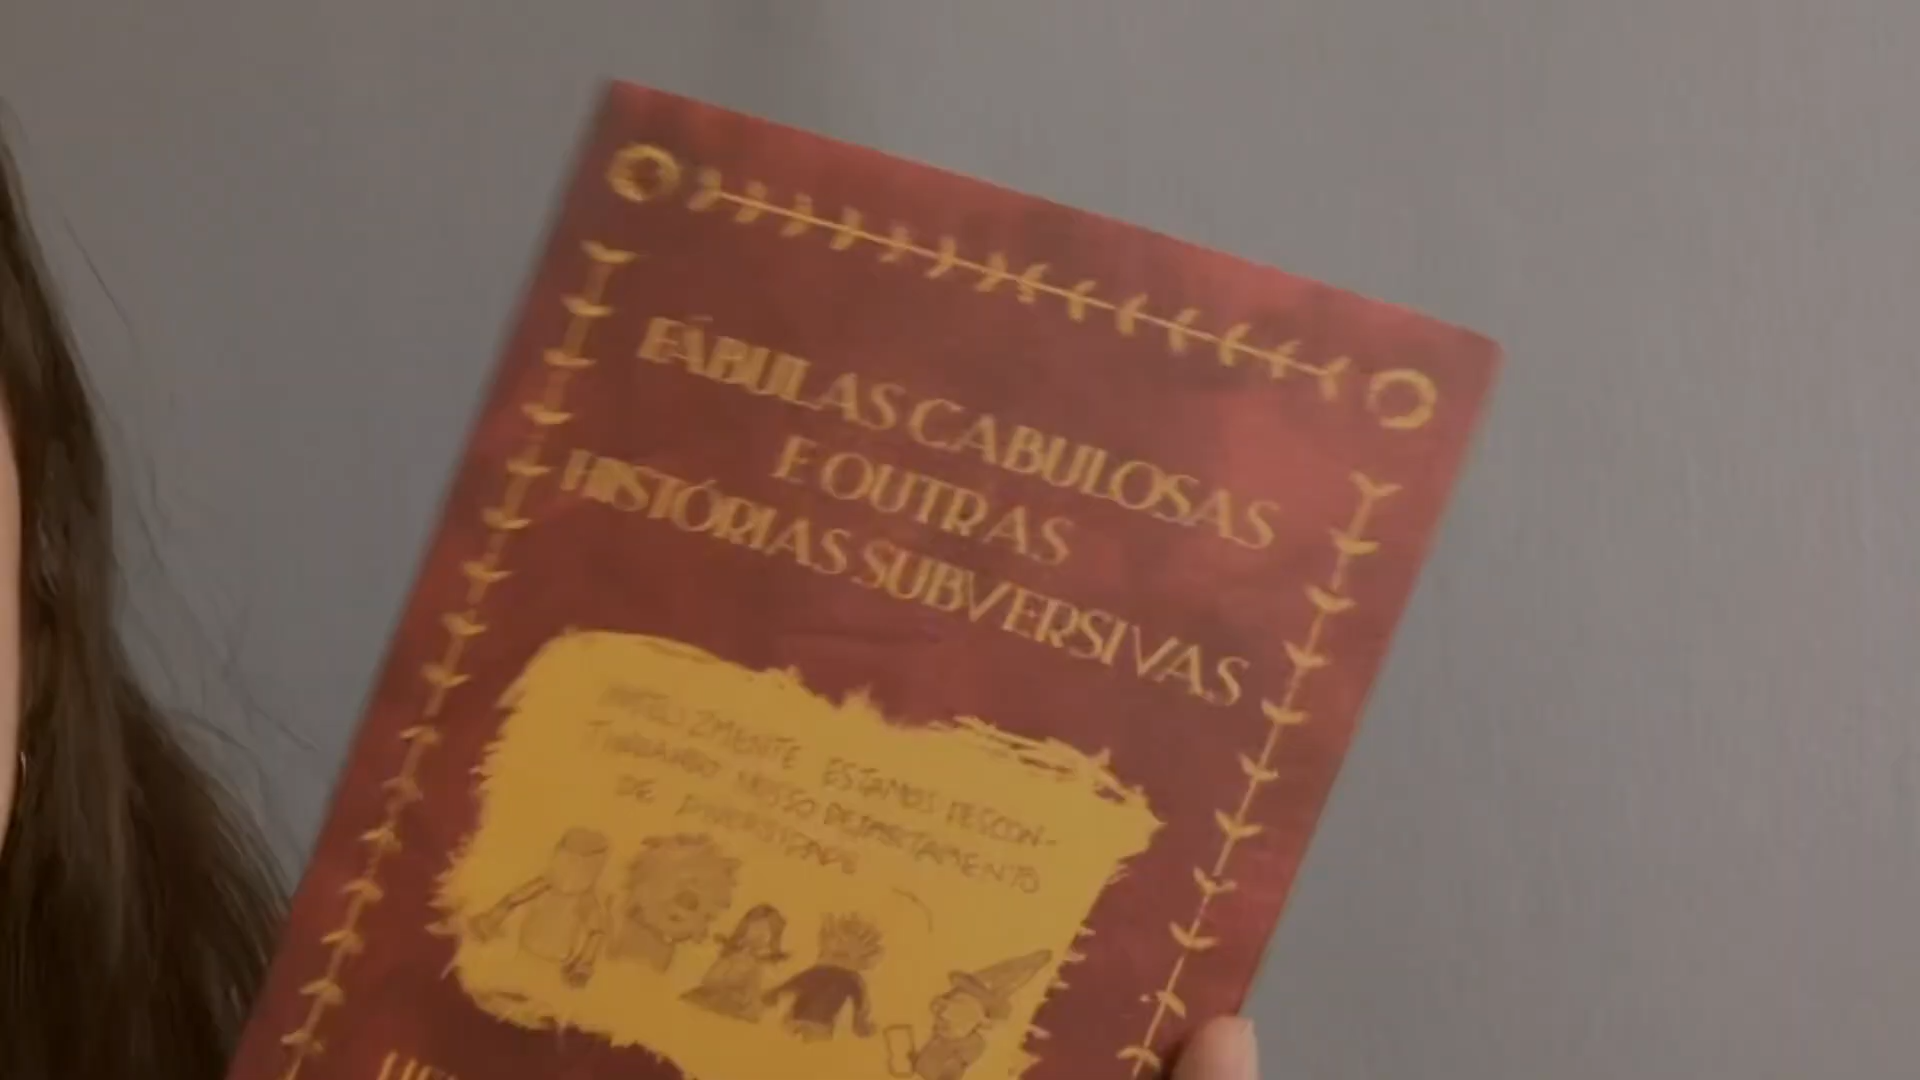 FÁBULAS CABULOSAS
E OUTRAS
HISTÓRIAS SUBVERSIVAS
INFELIZMENTE ESTAMOS DESCON-
TINUANDO NOSSO DEPARTAMENTO
DE DIVERSIDADE